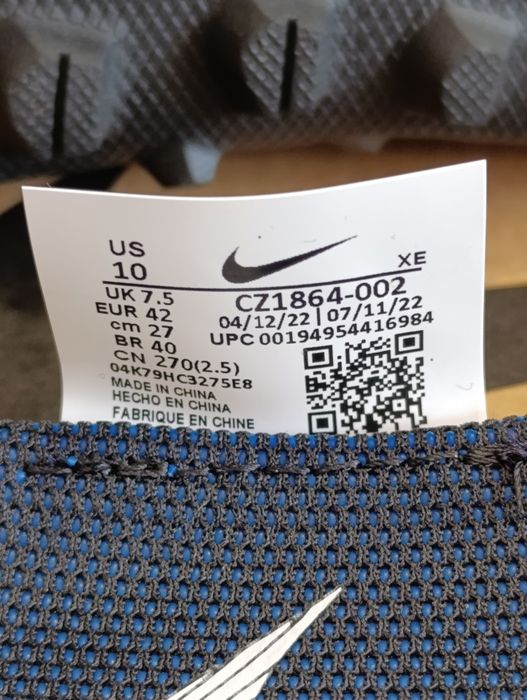 US
10
XE
UK 7.5
CZ1864-002
EUR 42
04/12/22 | 07/11/22
cm 27
UPC 00194954416984
BR 40
CN 270(2.5)
04K79HC3275E8
MADE IN CHINA
HECHO EN CHINA
FABRIQUE EN CHINE